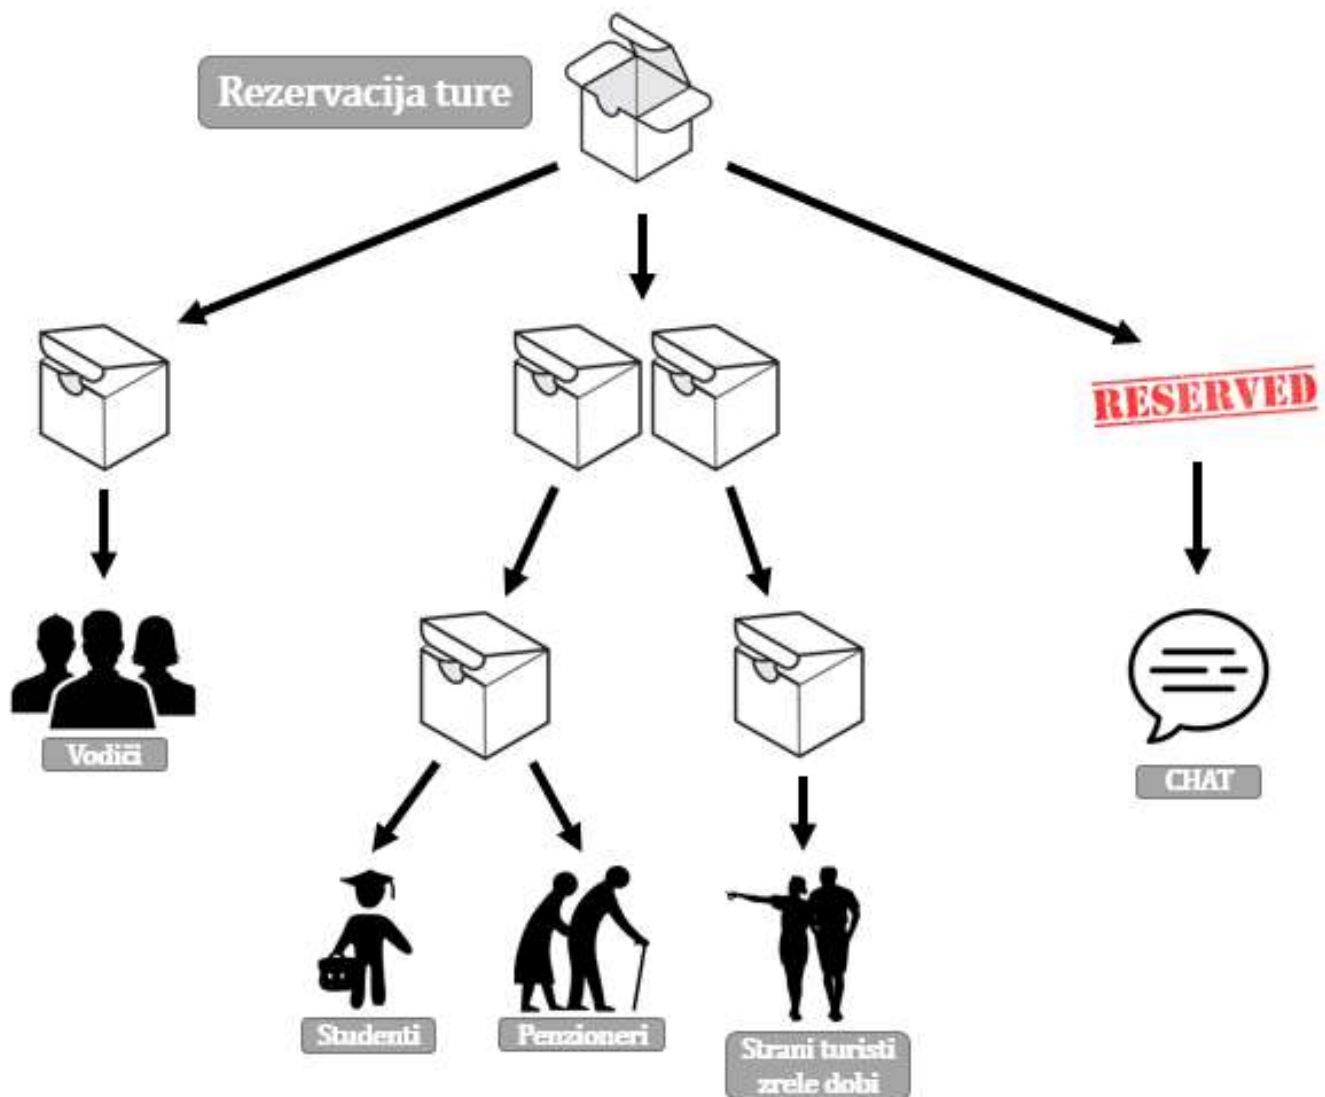 Rezervacija ture
RESERVED
Vodiči
CHAT
Studenti
Penzioneri
Strani turisti
zrele dobi